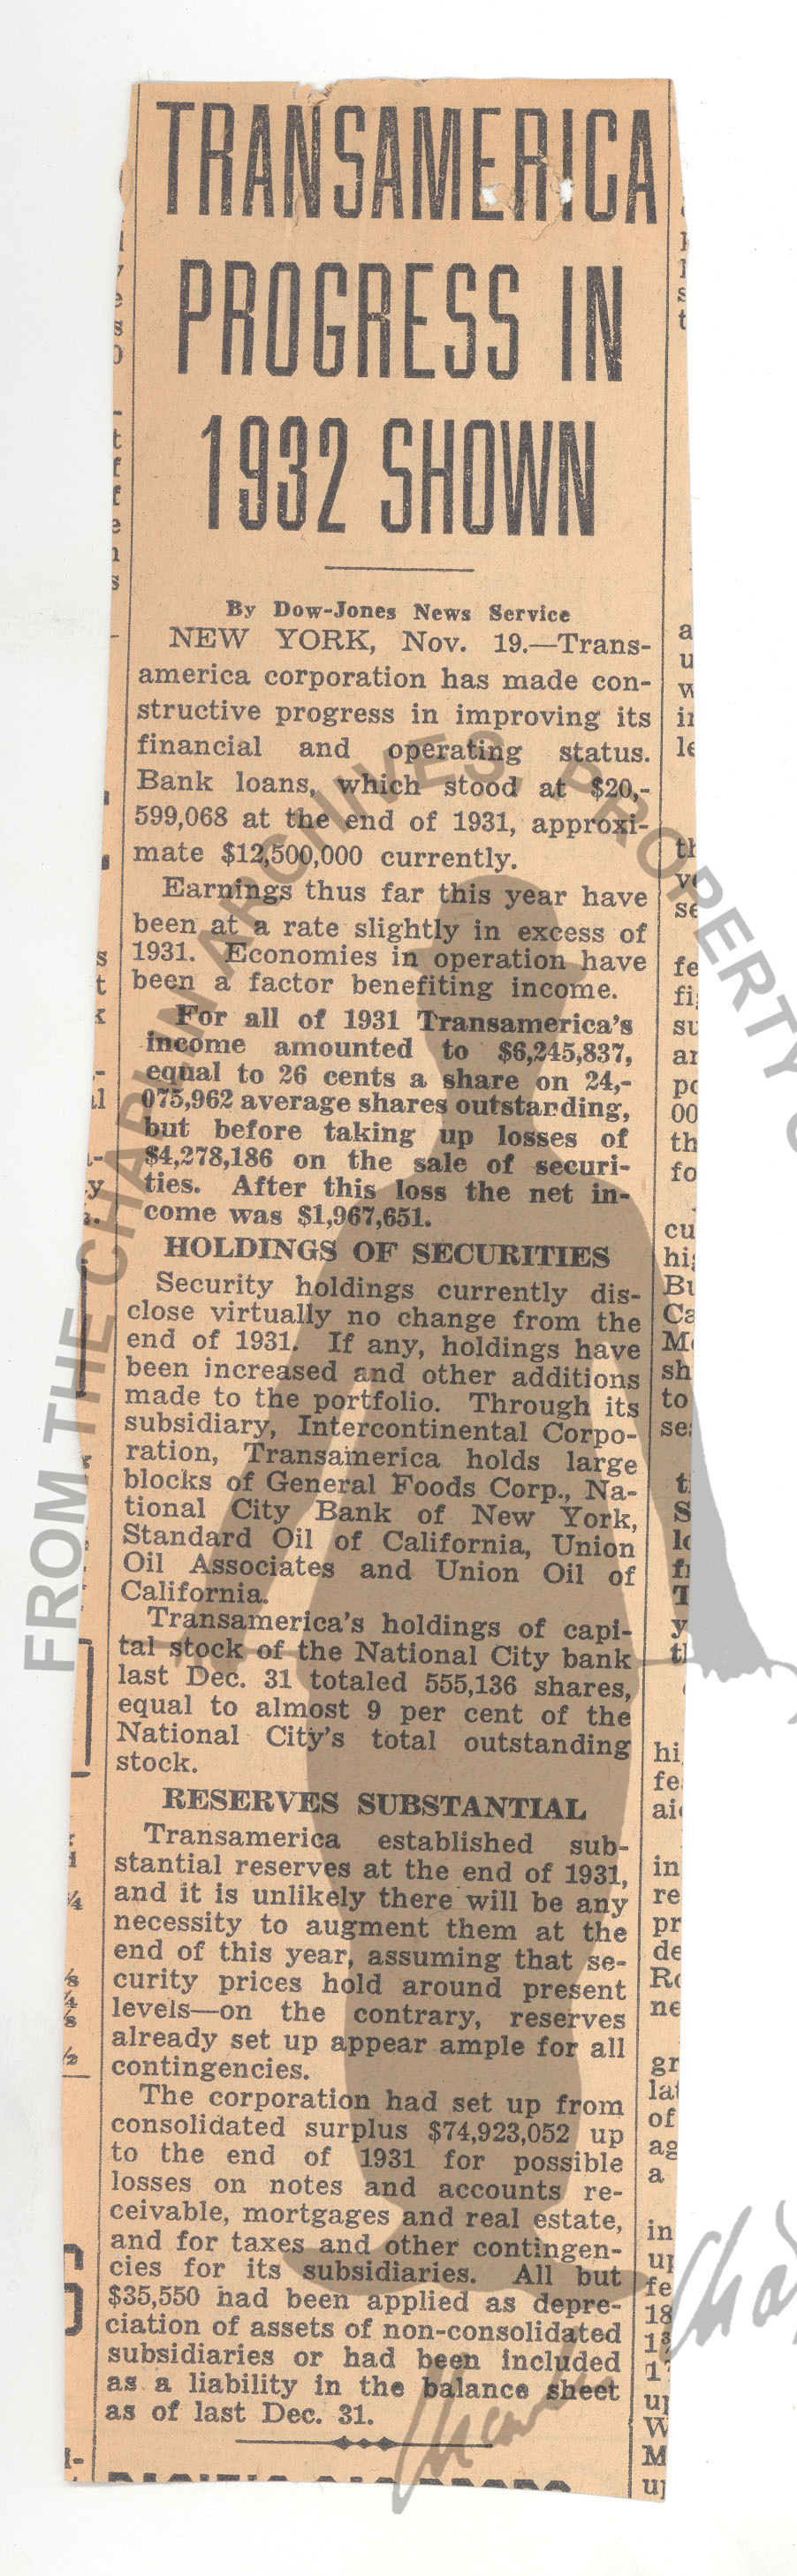 TRANSAMERICA
PROGRESS IN
1932 SHOWN
By Dow-Jones News Service
NEW YORK, Nov. 19.—Trans-
america corporation has made con-
structive progress in improving its
financial and operating status.
Bank loans, which stood at $20,-
599,068 at the end of 1931, approxi-
mate $12,500,000 currently.
Earnings thus far this year have
been at a rate slightly in excess of
1931. Economies in operation have
been a factor benefiting income.
For all of 1931 Transamerica's
income amounted to $6,245,837,
equal to 26 cents a share on 24,-
075,962 average shares outstanding,
but before taking up losses of
$4,278,186 on the sale of securi-
ties. After this loss the net in-
come was $1,967,651.
HOLDINGS OF SECURITIES
Security holdings currently dis-
close virtually no change from the
end of 1931. If any, holdings have
been increased and other additions
made to the portfolio. Through its
subsidiary, Intercontinental Corpo-
ration, Transamerica holds large
blocks of General Foods Corp., Na-
tional City Bank of New York,
Standard Oil of California, Union
Oil Associates and Union Oil of
California.
Transamerica's holdings of capi-
tal stock of the National City bank
last Dec. 31 totaled 555,136 shares,
equal to almost 9 per cent of the
National City's total outstanding
stock.
RESERVES SUBSTANTIAL
Transamerica established sub-
stantial reserves at the end of 1931,
and it is unlikely there will be any
necessity to augment them at the
end of this year, assuming that se-
curity prices hold around present
levels—on the contrary, reserves
already set up appear ample for all
contingencies.
The corporation had set up from
consolidated surplus $74,923,052 up
to the end of 1931 for possible
losses on notes and accounts re-
ceivable, mortgages and real estate,
and for taxes and other contingen-
cies for its subsidiaries. All but
$35,550 had been applied as depre-
ciation of assets of non-consolidated
subsidiaries or had been included
as a liability in the balance sheet
as of last Dec. 31.
FROM THE CHAPLIN ARCHIVES, PROPERTY